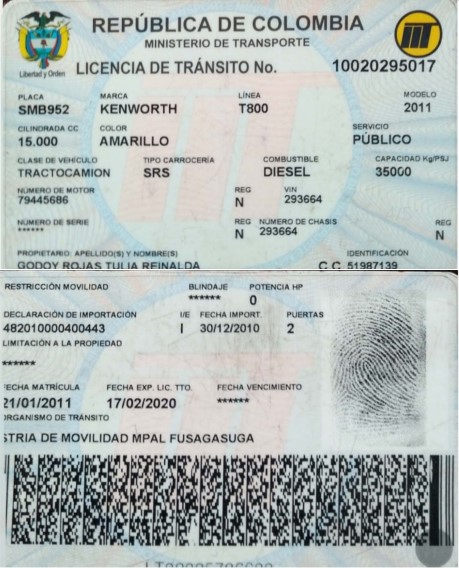 REPÚBLICA DE COLOMBIA
MINISTERIO DE TRANSPORTE
Libertad y Orden
LICENCIA DE TRÁNSITO No. 10020295017
PLACA MARCA LÍNEA MODELO
SMB952 KENWORTH T800 2011
CILINDRADA CC COLOR SERVICIO
15.000 AMARILLO PÚBLICO
CLASE DE VEHÍCULO TIPO CARROCERÍA COMBUSTIBLE CAPACIDAD Kg/PSJ
TRACTOCAMION SRS DIESEL 35000
NÚMERO DE MOTOR REG VIN
79445686 N 293664
NÚMERO DE SERIE REG NÚMERO DE CHASIS REG
****** N 293664 N
PROPIETARIO: APELLIDO(S) Y NOMBRE(S) IDENTIFICACIÓN
GODOY ROJAS TULIA REINALDA C.C. 51987139
RESTRICCIÓN MOVILIDAD BLINDAJE POTENCIA HP
****** 0
DECLARACIÓN DE IMPORTACIÓN I/E FECHA IMPORT. PUERTAS
482010000400443 I 30/12/2010 2
LIMITACIÓN A LA PROPIEDAD
******
FECHA MATRÍCULA FECHA EXP. LIC. TTO. FECHA VENCIMIENTO
21/01/2011 17/02/2020 ******
ORGANISMO DE TRÁNSITO
STRIA DE MOVILIDAD MPAL FUSAGASUGA